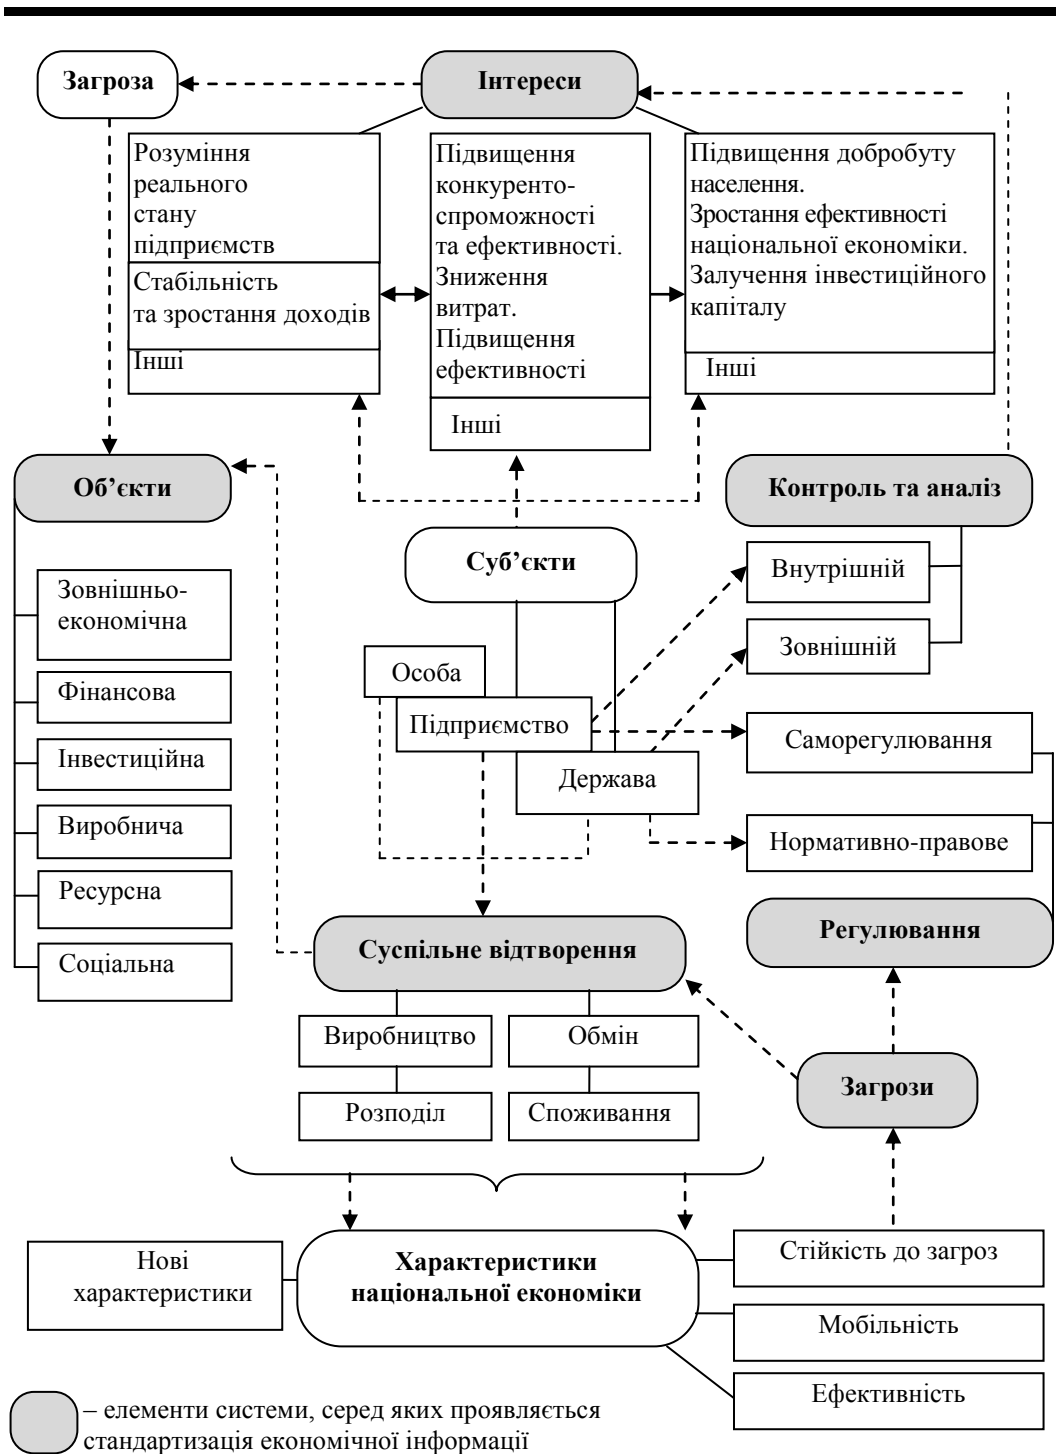 Загроза
Інтереси
Розуміння
реального
стану
підприємств
Стабільність
та зростання доходів
Інші
Підвищення
конкуренто-
спроможності
та ефективності.
Зниження
витрат.
Підвищення
ефективності
Інші
Підвищення добробуту
населення.
Зростання ефективності
національної економіки.
Залучення інвестиційного
капіталу
Інші
Об’єкти
Контроль та аналіз
Суб’єкти
Внутрішній
Зовнішній
Зовнішньо-
економічна
Фінансова
Інвестиційна
Виробнича
Ресурсна
Соціальна
Особа
Підприємство
Держава
Саморегулювання
Нормативно-правове
Регулювання
Суспільне відтворення
Виробництво
Обмін
Розподіл
Споживання
Загрози
Характеристики
національної економіки
Нові
характеристики
Стійкість до загроз
Мобільність
Ефективність
– елементи системи, серед яких проявляється
стандартизація економічної інформації